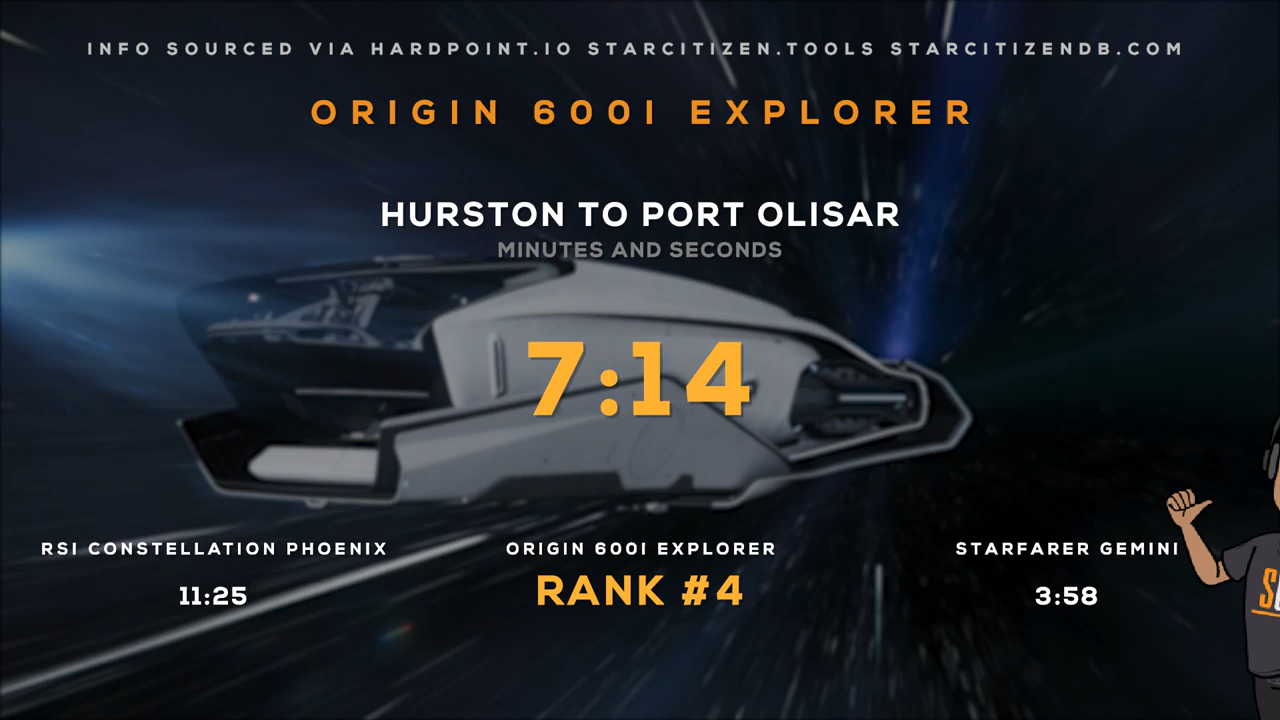 INFO SOURCED VIA HARDPOINT.IO STARCITIZEN.TOOLS STARCITIZENDB.COM
ORIGIN 600I EXPLORER
HURSTON TO PORT OLISAR
MINUTES AND SECONDS
7:14
RSI CONSTELLATION PHOENIX
11:25
ORIGIN 600I EXPLORER
RANK #4
STARFARER GEMINI
3:58